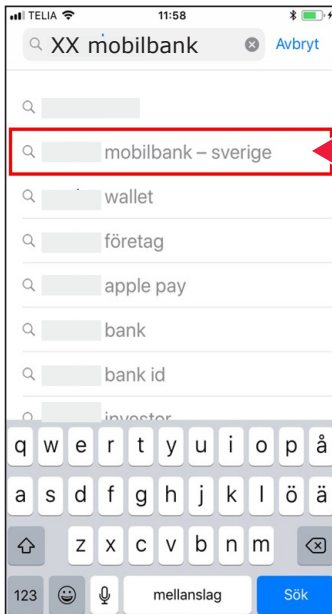 TELIA 11:58
XX mobilbank Avbryt
mobilbank – sverige
wallet
företag
apple pay
bank
bank id
investor
q w e r t y u i o p å
a s d f g h j k l ö ä
z x c v b n m
123 mellanslag Sök